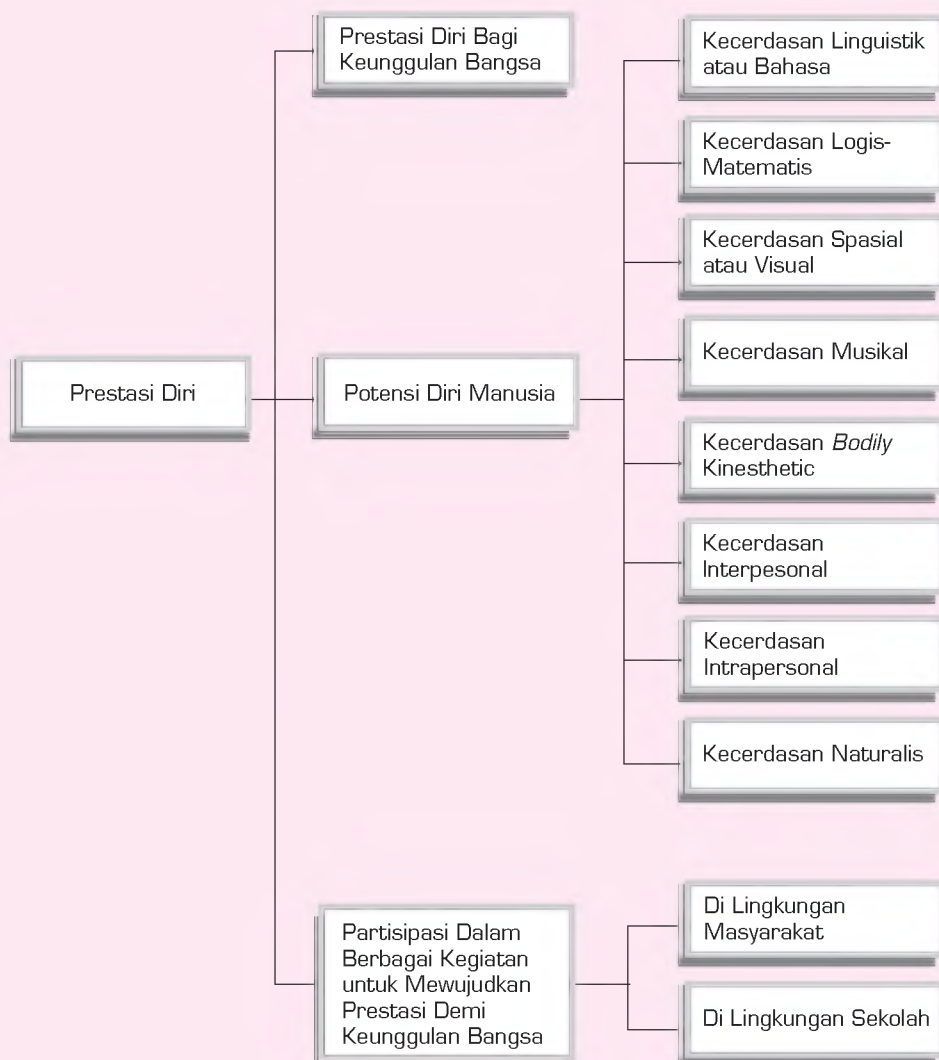 Prestasi Diri
Prestasi Diri Bagi
Keunggulan Bangsa
Potensi Diri Manusia
Kecerdasan Linguistik
atau Bahasa
Kecerdasan Logis-
Matematis
Kecerdasan Spasial
atau Visual
Kecerdasan Musikal
Kecerdasan Bodily
Kinesthetic
Kecerdasan
Interpesonal
Kecerdasan
Intrapersonal
Kecerdasan Naturalis
Partisipasi Dalam
Berbagai Kegiatan
untuk Mewujudkan
Prestasi Demi
Keunggulan Bangsa
Di Lingkungan
Masyarakat
Di Lingkungan Sekolah